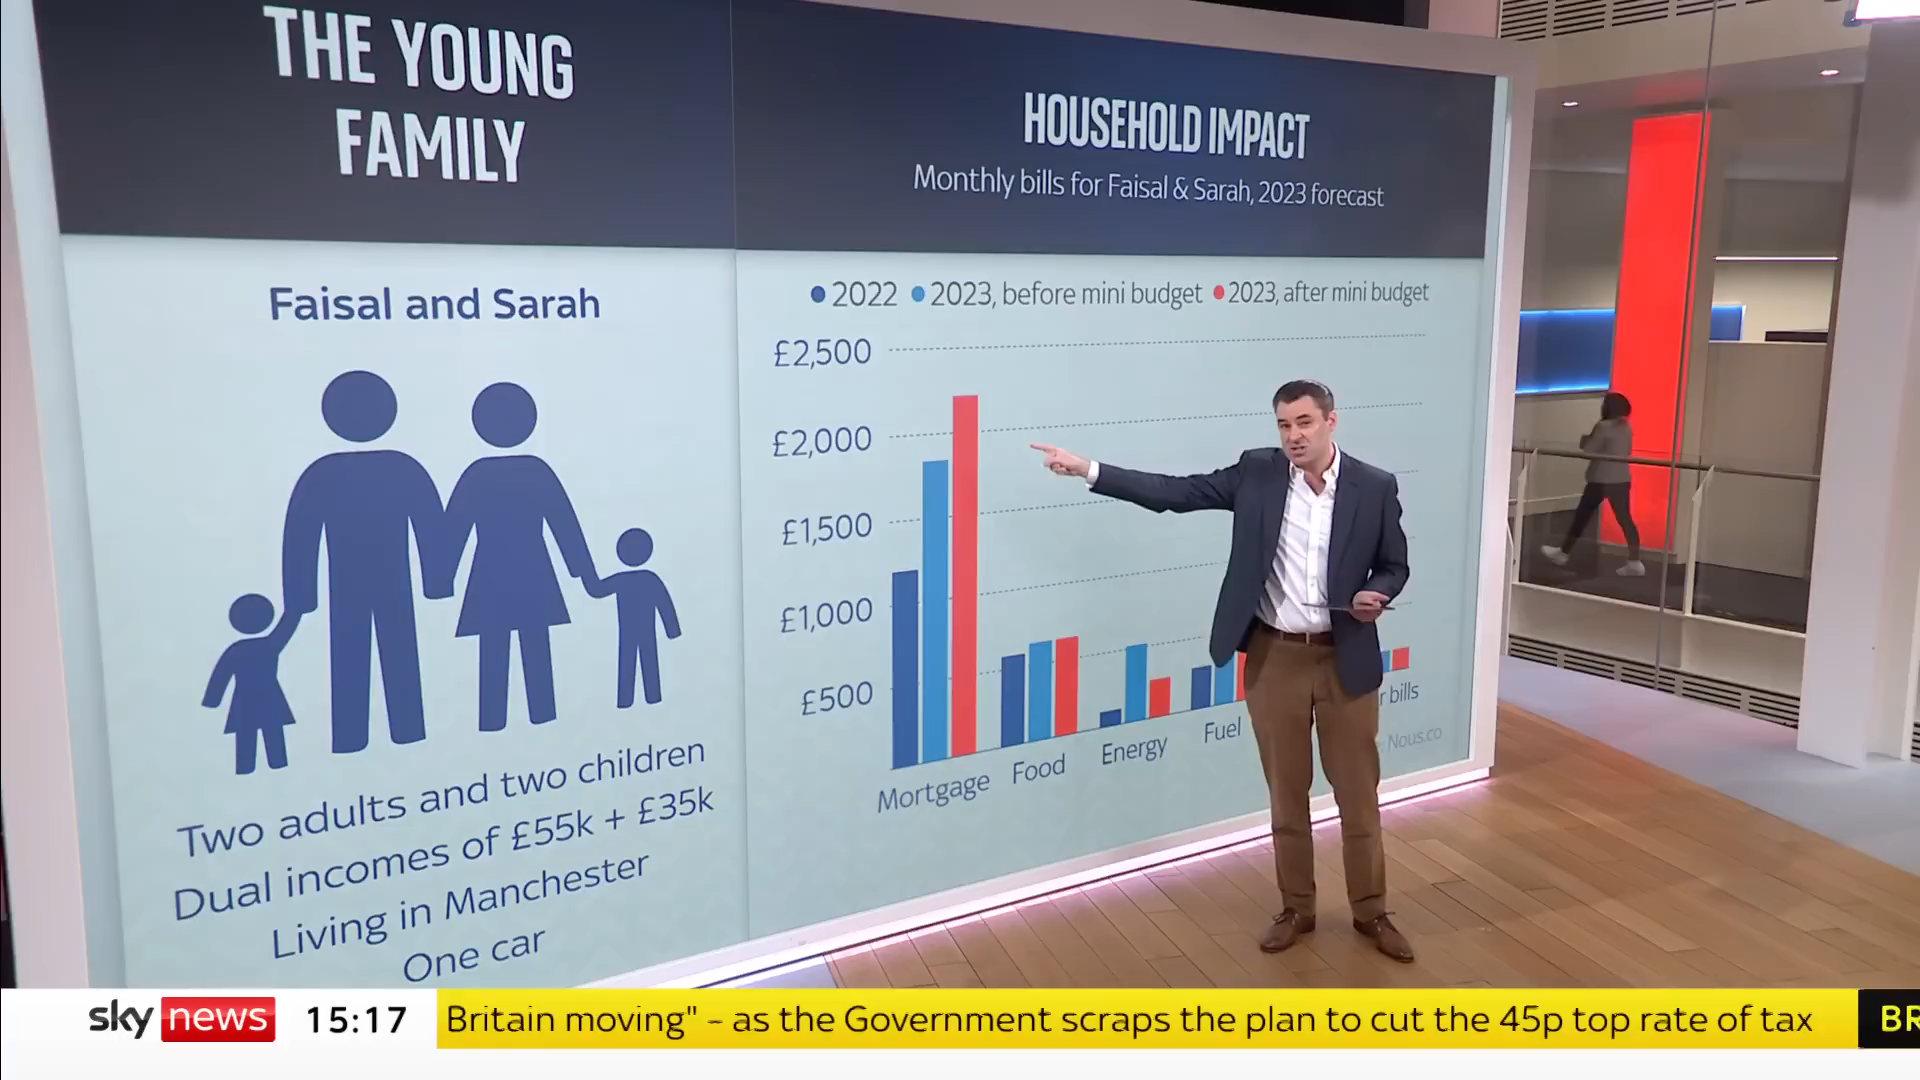 THE YOUNG
FAMILY
Faisal and Sarah
Two adults and two children
Dual incomes of £55k + £35k
Living in Manchester
One car
HOUSEHOLD IMPACT
Monthly bills for Faisal & Sarah, 2023 forecast
2022 2023, before mini budget 2023, after mini budget
£2,500
£2,000
£1,500
£1,000
£500
Mortgage Food Energy Fuel r bills
Nous.co
sky news 15:17 Britain moving" – as the Government scraps the plan to cut the 45p top rate of tax BR